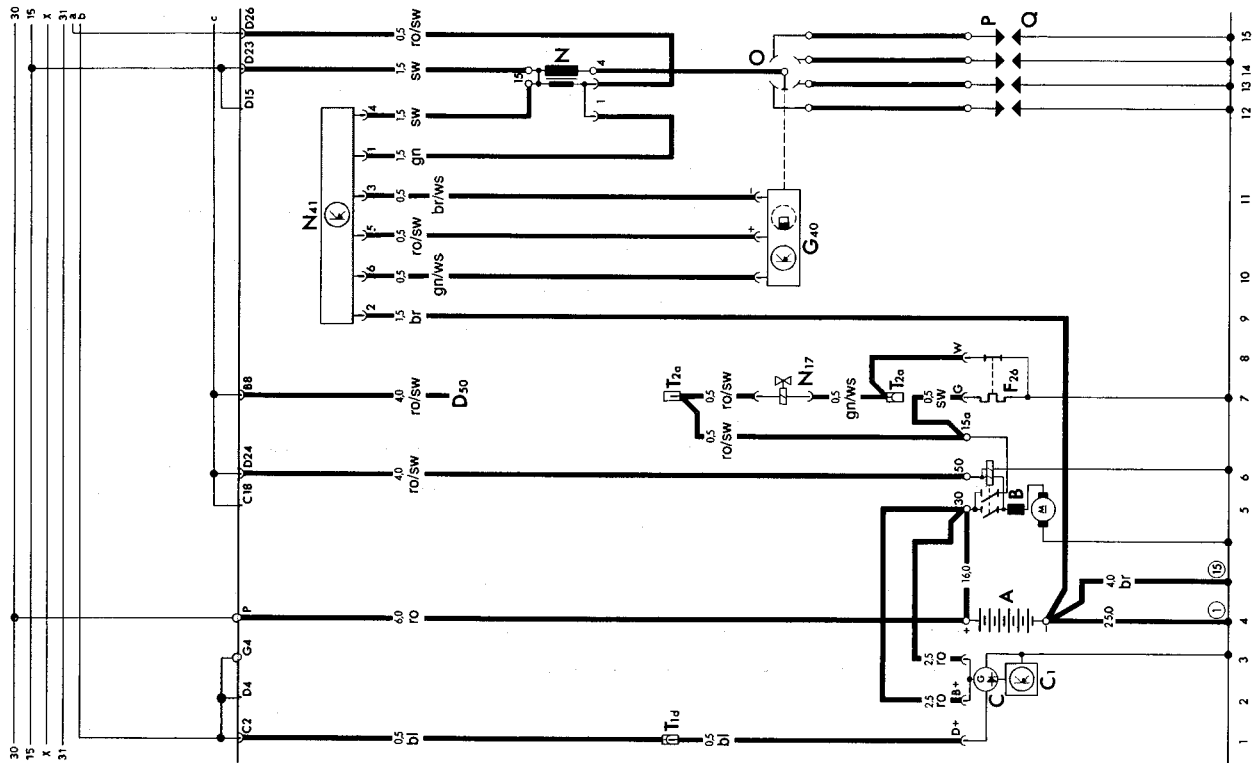 30
15
X
31
a
b
c
30
15
X
31
D26
D23
D15
B8
D24
C18
P
G4
D4
C2
0,5
ro/sw
1,5
sw
N41
4
1,5
sw
1
1,5
gn
3
0,5
br/ws
5
0,5
ro/sw
6
0,5
gn/ws
2
1,5
br
15
N
4
1
O
P
Q
-
+
G40
4,0
ro/sw
D50
T2a
0,5
ro/sw
N17
0,5
gn/ws
T2a
0,5
sw
G
W
F26
0,5
ro/sw
15a
4,0
ro/sw
50
30
B
M
16,0
6,0
ro
+
A
-
25,0
4,0
br
1
15
2,5
ro
2,5
ro
B+
G
C
C1
0,5
bl
T1d
0,5
bl
D+
15
14
13
12
11
10
9
8
7
6
5
4
3
2
1